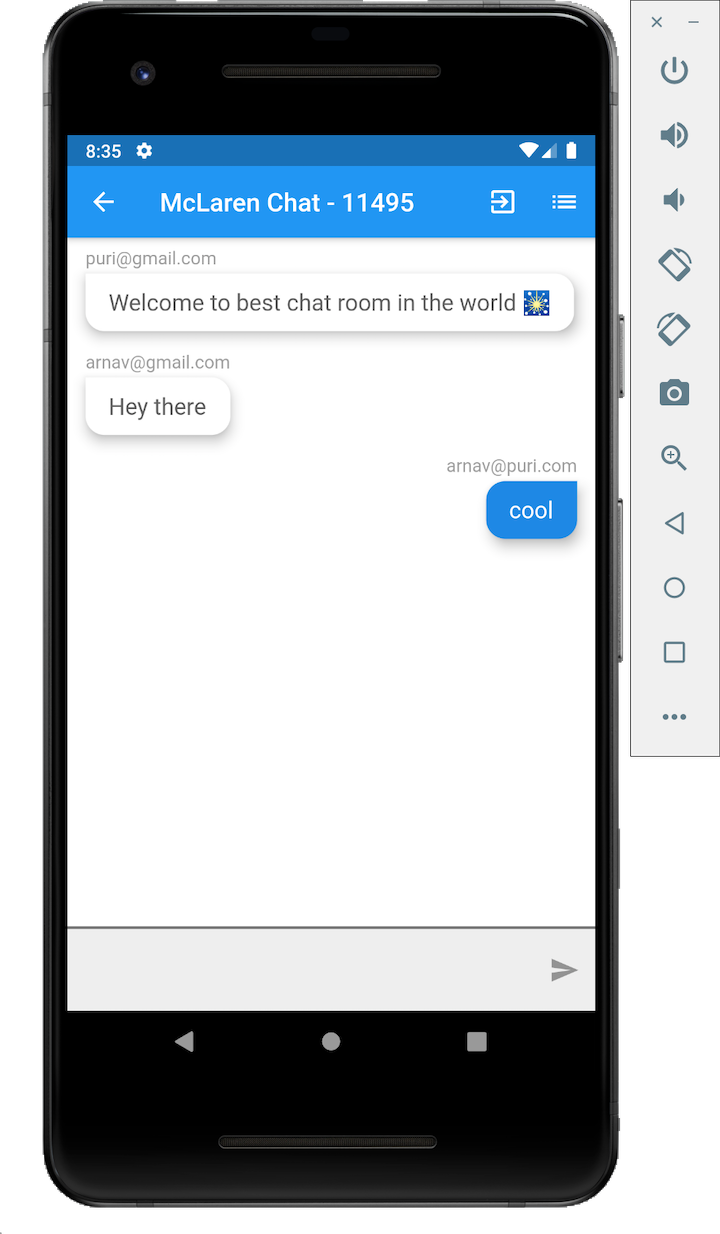 8:35
McLaren Chat - 11495
puri@gmail.com
Welcome to best chat room in the world 🎇
arnav@gmail.com
Hey there
arnav@puri.com
cool